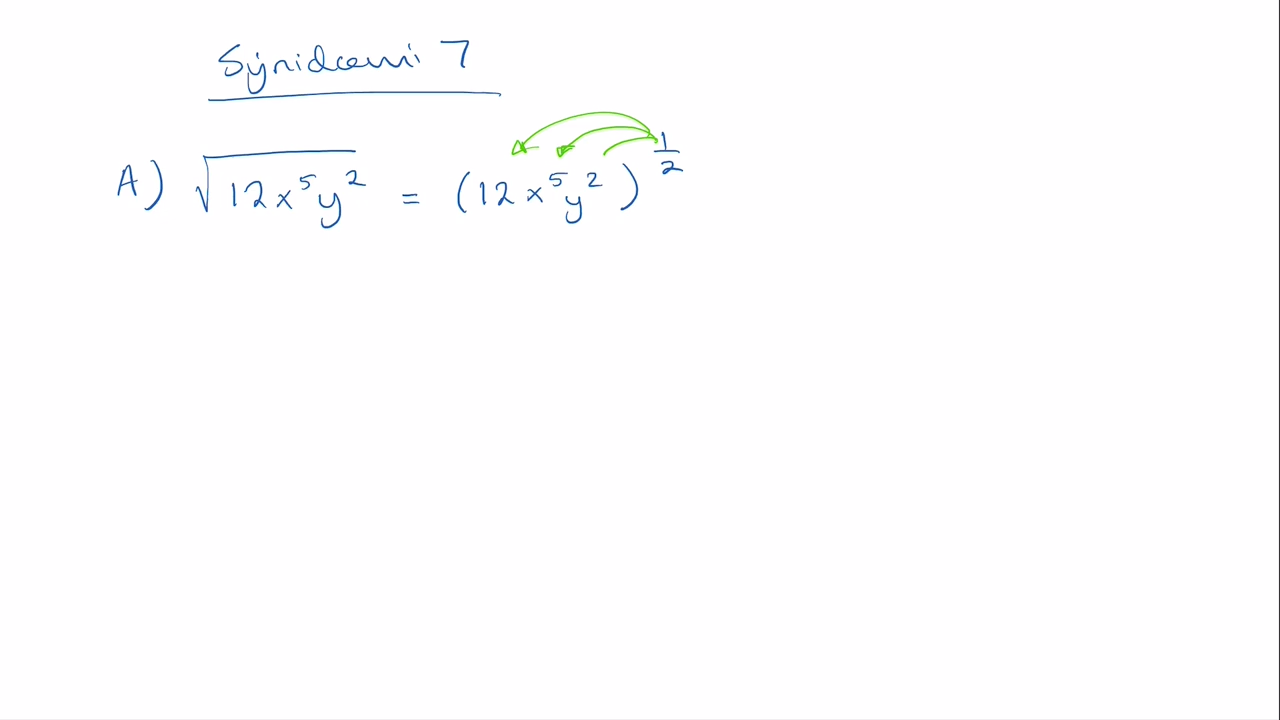 Sýnidæmi 7
A) √(12x⁵y²) = (12x⁵y²)^(1/2)